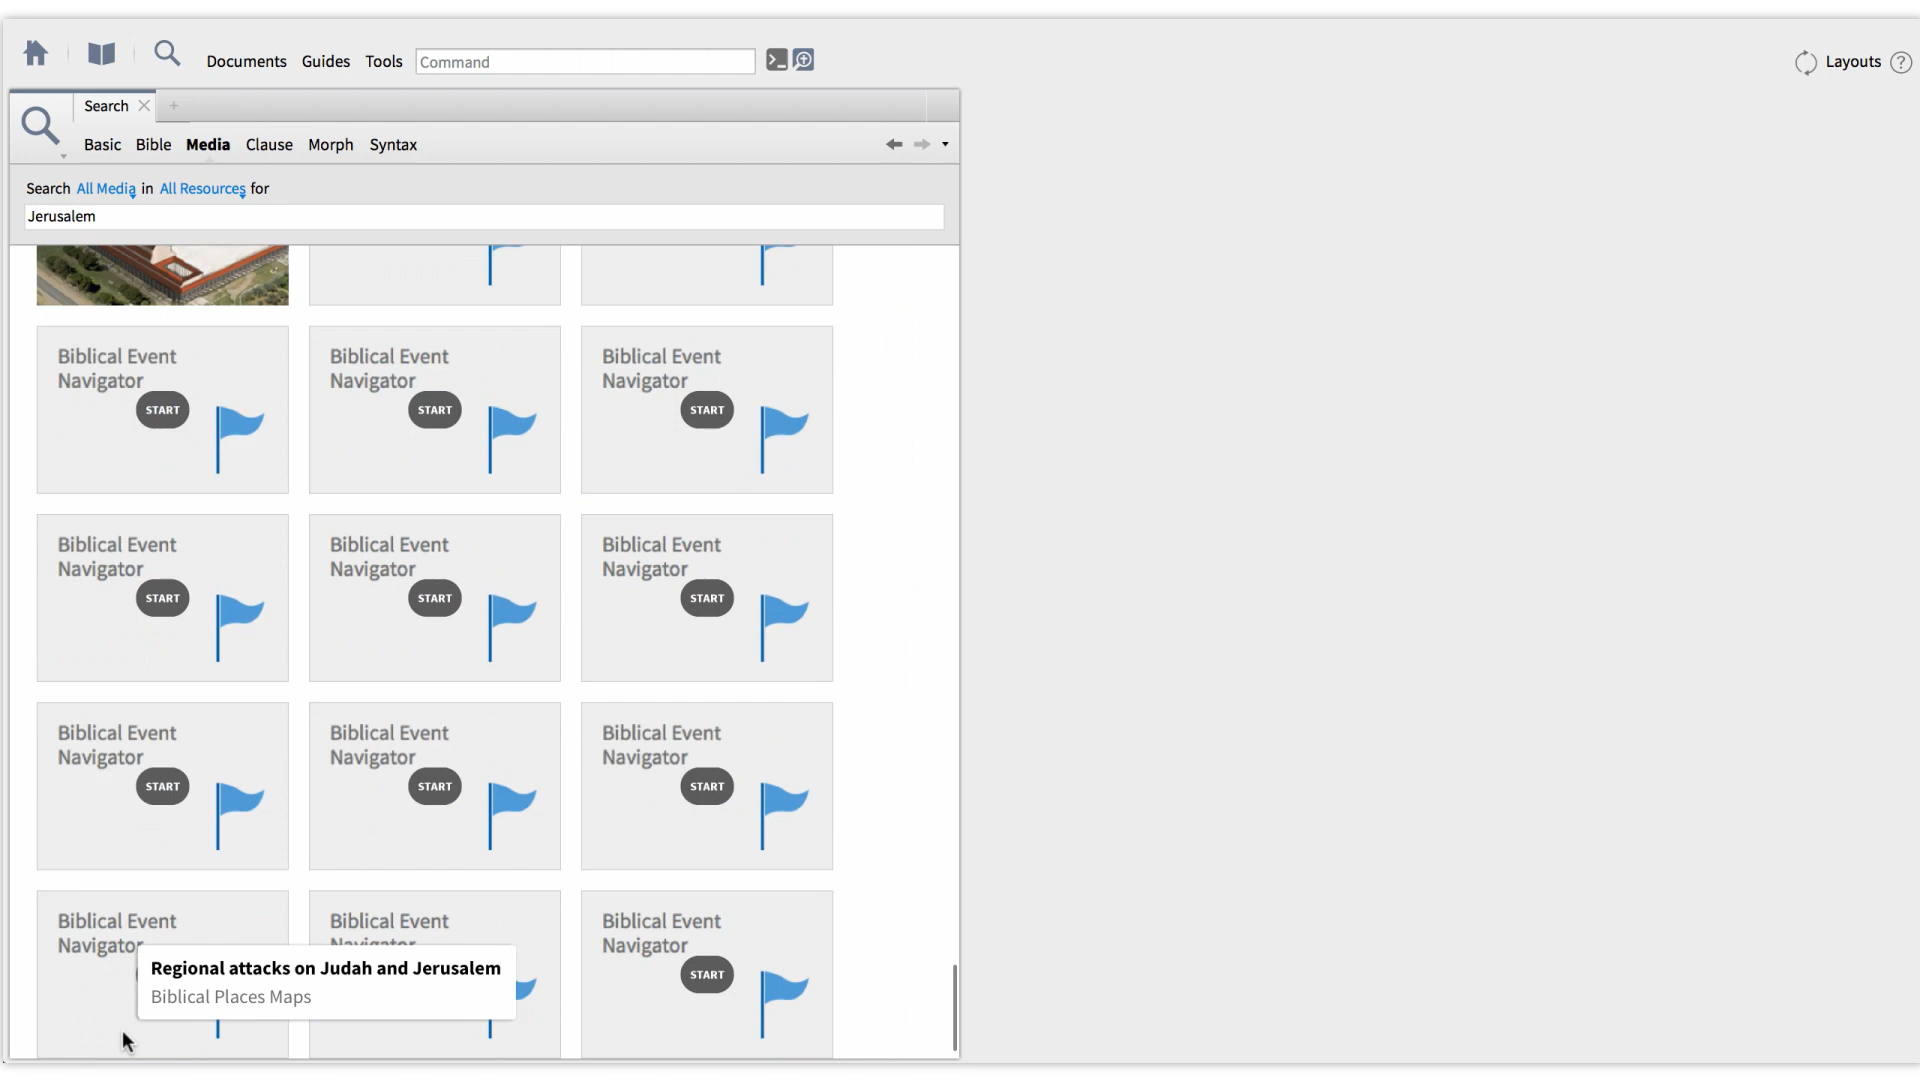 Documents Guides Tools Command Layouts ?
Search
Basic Bible Media Clause Morph Syntax
Search All Media in All Resources for
Jerusalem
Biblical Event Navigator START
Biblical Event Navigator START
Biblical Event Navigator START
Biblical Event Navigator START
Biblical Event Navigator START
Biblical Event Navigator START
Biblical Event Navigator START
Biblical Event Navigator START
Biblical Event Navigator START
Biblical Event Navigator
Biblical Event Navigator
Biblical Event Navigator START
Regional attacks on Judah and Jerusalem
Biblical Places Maps